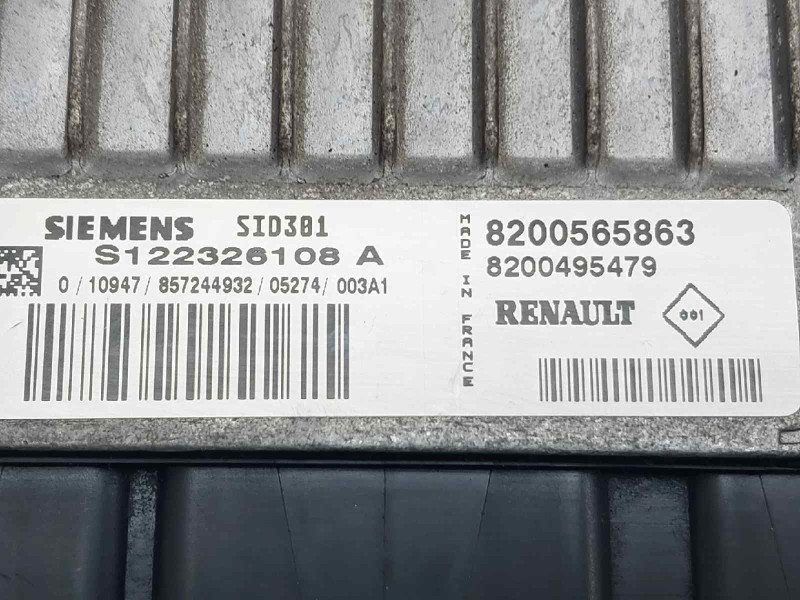 SIEMENS SID301
S122326108 A
0 / 10947 / 857244932 / 05274 / 003A1
MADE IN FRANCE
8200565863
8200495479
RENAULT 001